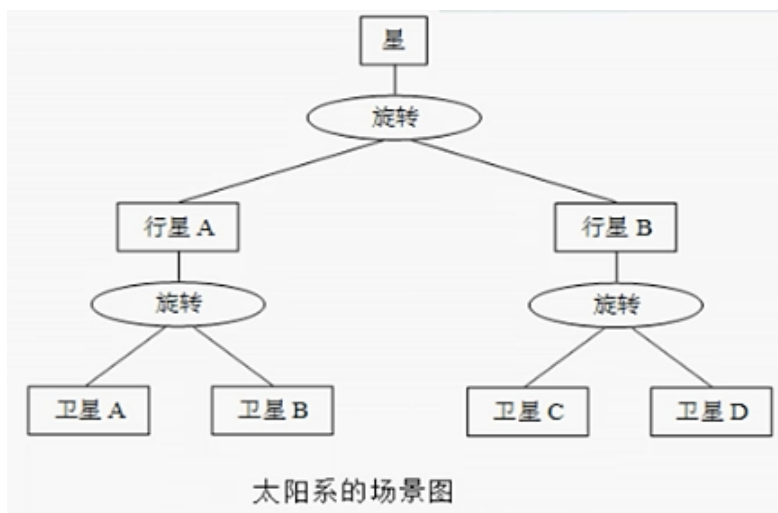 星
旋转
行星 A
行星 B
旋转
旋转
卫星 A
卫星 B
卫星 C
卫星 D
太阳系的场景图